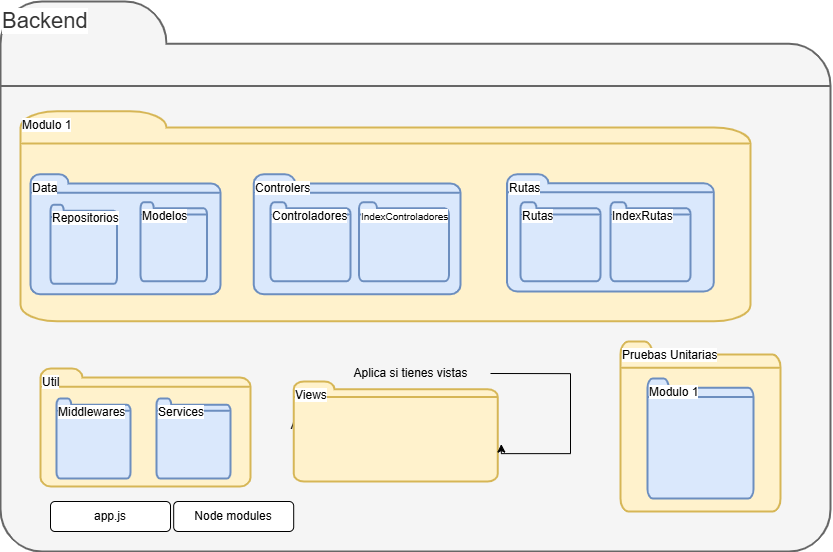 Backend
Modulo 1
Data
Repositorios
Modelos
Controlers
Controladores
IndexControladores
Rutas
Rutas
IndexRutas
Util
Middlewares
Services
Aplica si tienes vistas
Views
Pruebas Unitarias
Modulo 1
app.js
Node modules